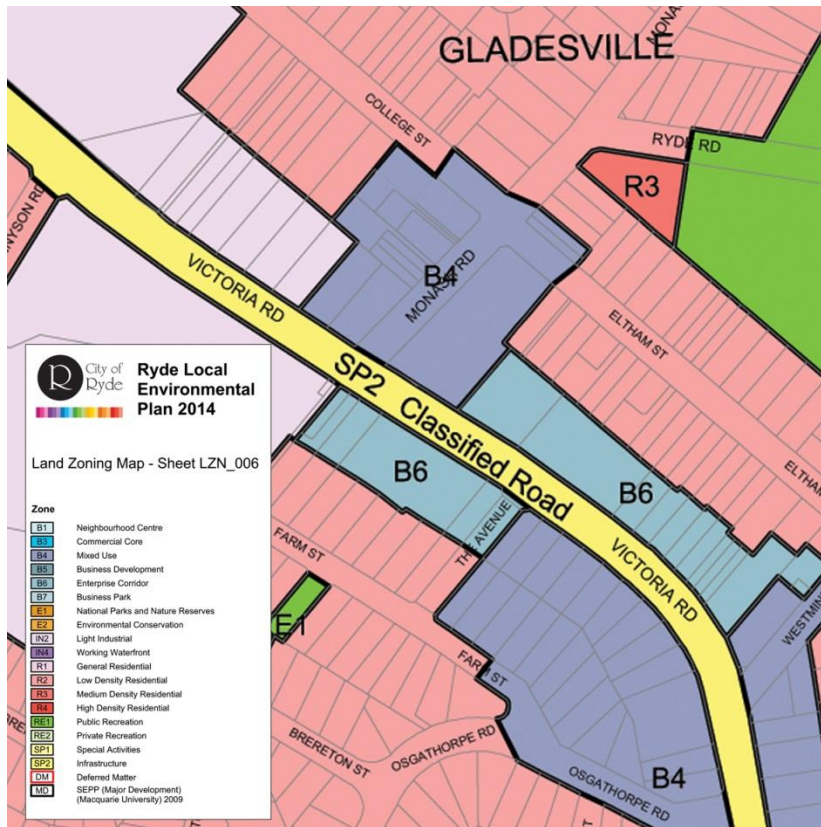 GLADESVILLE
MONAS
COLLEGE ST
RYDE RD
R3
NYSON RD
VICTORIA RD
B4
MONASH RD
ELTHAM ST
SP2 Classified Road
ELTHAM
B6
B6
THE AVENUE
VICTORIA RD
WESTMIN
FARM ST
E1
FARM ST
BRERETON ST
OSGATHORPE RD
OSGATHORPE RD
B4
R
City of
Ryde
Ryde Local
Environmental
Plan 2014
Land Zoning Map - Sheet LZN_006
Zone
B1 Neighbourhood Centre
B3 Commercial Core
B4 Mixed Use
B5 Business Development
B6 Enterprise Corridor
B7 Business Park
E1 National Parks and Nature Reserves
E2 Environmental Conservation
IN2 Light Industrial
IN4 Working Waterfront
R1 General Residential
R2 Low Density Residential
R3 Medium Density Residential
R4 High Density Residential
RE1 Public Recreation
RE2 Private Recreation
SP1 Special Activities
SP2 Infrastructure
DM Deferred Matter
MD SEPP (Major Development)
(Macquarie University) 2009